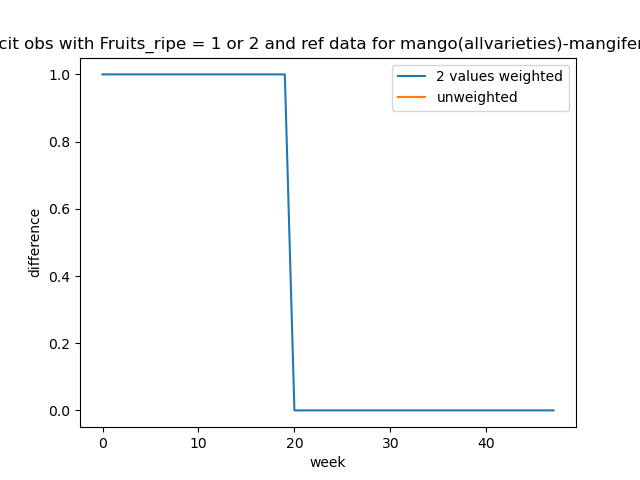 cit obs with Fruits_ripe = 1 or 2 and ref data for mango(allvarieties)-mangifer
2 values weighted
unweighted
1.0
0.8
0.6
0.4
0.2
0.0
difference
0 10 20 30 40
week